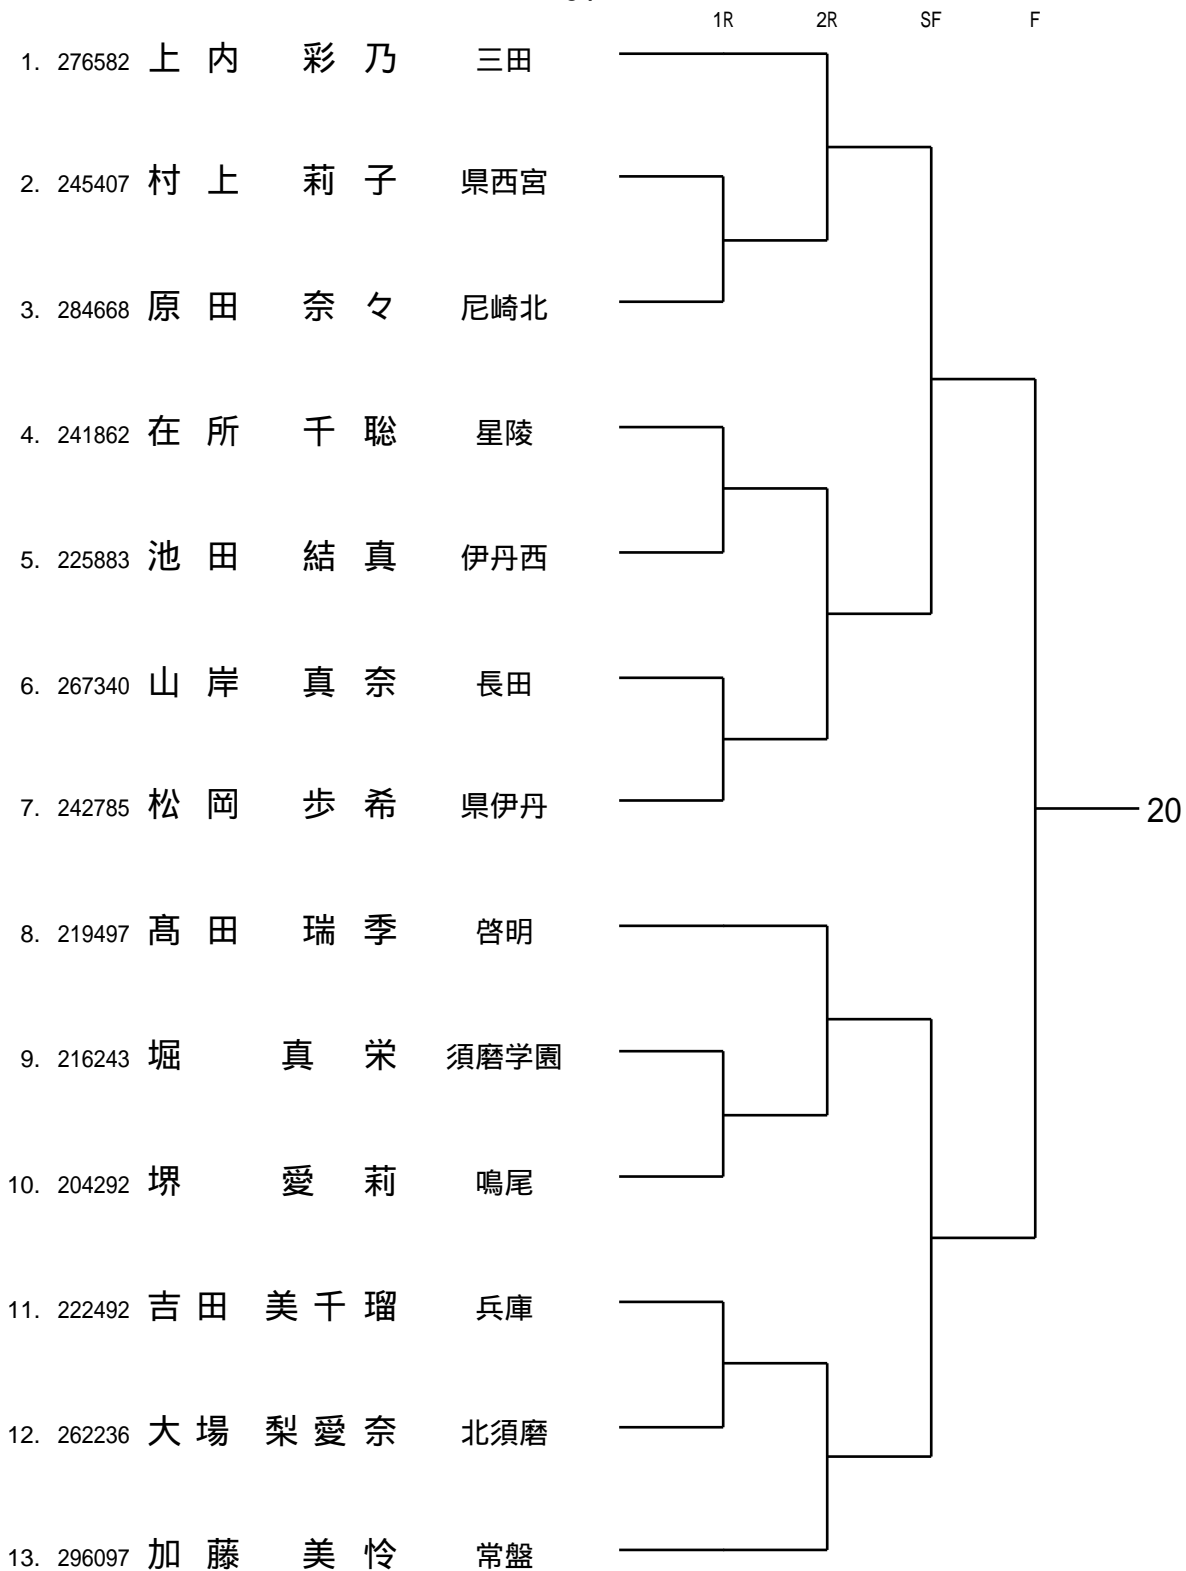 1R 2R SF F
1. 276582 上内 彩乃 三田
2. 245407 村上 莉子 県西宮
3. 284668 原田 奈々 尼崎北
4. 241862 在所 千聡 星陵
5. 225883 池田 結真 伊丹西
6. 267340 山岸 真奈 長田
7. 242785 松岡 歩希 県伊丹
20
8. 219497 髙田 瑞季 啓明
9. 216243 堀 真栄 須磨学園
10. 204292 堺 愛莉 鳴尾
11. 222492 吉田 美千瑠 兵庫
12. 262236 大場 梨愛奈 北須磨
13. 296097 加藤 美怜 常盤